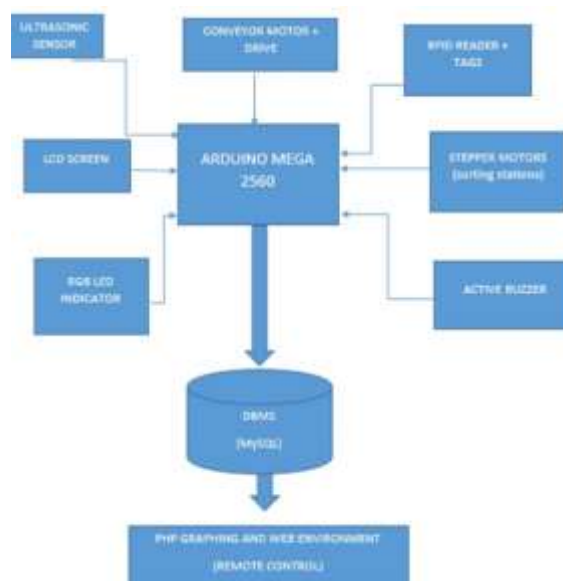 ULTRASONIC
SENSOR
CONVEYOR MOTOR +
DRIVE
RFID READER +
TAGS
LCD SCREEN
ARDUINO MEGA
2560
STEPPER MOTORS
(sorting stations)
RGB LED
INDICATOR
ACTIVE BUZZER
DBMS
(MySQL)
PHP GRAPHING AND WEB ENVIRONMENT
(REMOTE CONTROL)